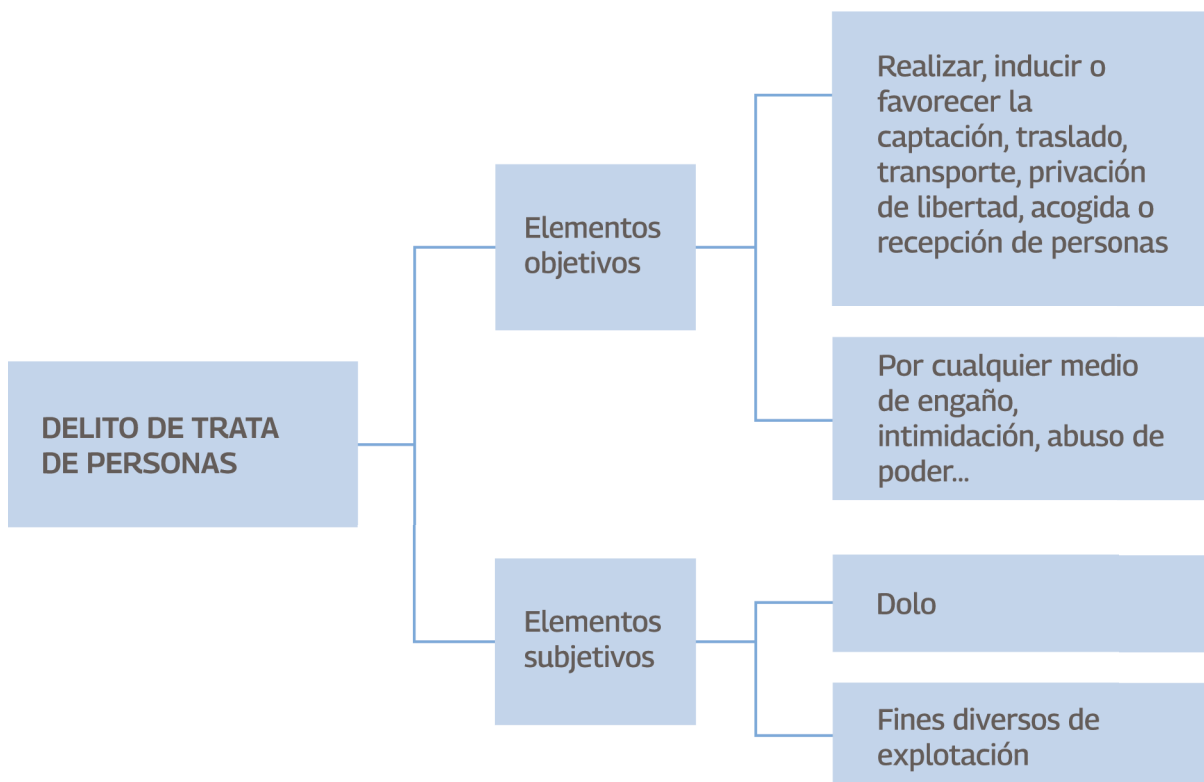 Realizar, inducir o
favorecer la
captación, traslado,
transporte, privación
de libertad, acogida o
recepción de personas
Elementos
objetivos
Por cualquier medio
de engaño,
intimidación, abuso de
poder...
DELITO DE TRATA
DE PERSONAS
Elementos
subjetivos
Dolo
Fines diversos de
explotación